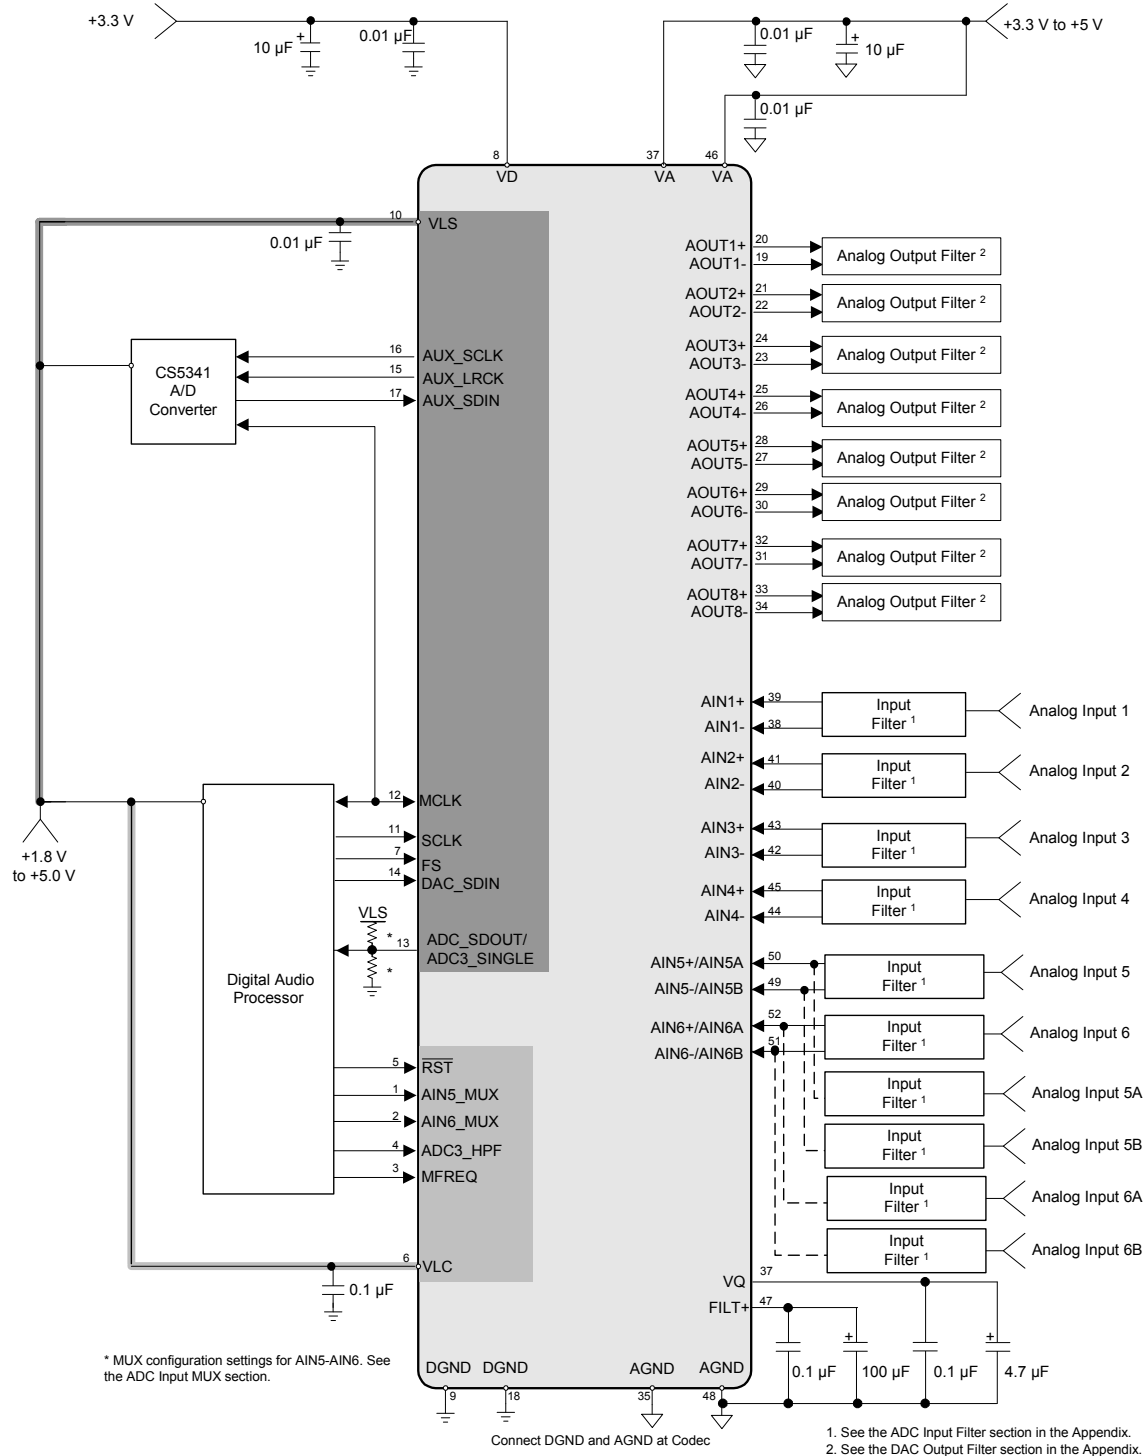 +3.3 V
10 µF
+
0.01 µF
0.01 µF
+
10 µF
+3.3 V to +5 V
0.01 µF
8
37
46
VD
VA
VA
10
VLS
0.01 µF
CS5341
A/D
Converter
16
AUX_SCLK
15
AUX_LRCK
17
AUX_SDIN
AOUT1+
20
AOUT1-
19
Analog Output Filter 2
AOUT2+
21
AOUT2-
22
Analog Output Filter 2
AOUT3+
24
AOUT3-
23
Analog Output Filter 2
AOUT4+
25
AOUT4-
26
Analog Output Filter 2
AOUT5+
28
AOUT5-
27
Analog Output Filter 2
AOUT6+
29
AOUT6-
30
Analog Output Filter 2
AOUT7+
32
AOUT7-
31
Analog Output Filter 2
AOUT8+
33
AOUT8-
34
Analog Output Filter 2
AIN1+
39
AIN1-
38
Input
Filter 1
Analog Input 1
AIN2+
41
AIN2-
40
Input
Filter 1
Analog Input 2
AIN3+
43
AIN3-
42
Input
Filter 1
Analog Input 3
AIN4+
45
AIN4-
44
Input
Filter 1
Analog Input 4
AIN5+/AIN5A
50
AIN5-/AIN5B
49
Input
Filter 1
Analog Input 5
AIN6+/AIN6A
52
AIN6-/AIN6B
51
Input
Filter 1
Analog Input 6
Input
Filter 1
Analog Input 5A
Input
Filter 1
Analog Input 5B
Input
Filter 1
Analog Input 6A
Input
Filter 1
Analog Input 6B
+1.8 V
to +5.0 V
Digital Audio
Processor
12
MCLK
11
SCLK
7
FS
14
DAC_SDIN
VLS
*
*
13
ADC_SDOUT/
ADC3_SINGLE
5
RST
1
AIN5_MUX
2
AIN6_MUX
4
ADC3_HPF
3
MFREQ
6
VLC
0.1 µF
VQ
37
FILT+
47
0.1 µF
+
100 µF
0.1 µF
+
4.7 µF
DGND
DGND
AGND
AGND
9
18
35
48
* MUX configuration settings for AIN5-AIN6. See
the ADC Input MUX section.
Connect DGND and AGND at Codec
1. See the ADC Input Filter section in the Appendix.
2. See the DAC Output Filter section in the Appendix.